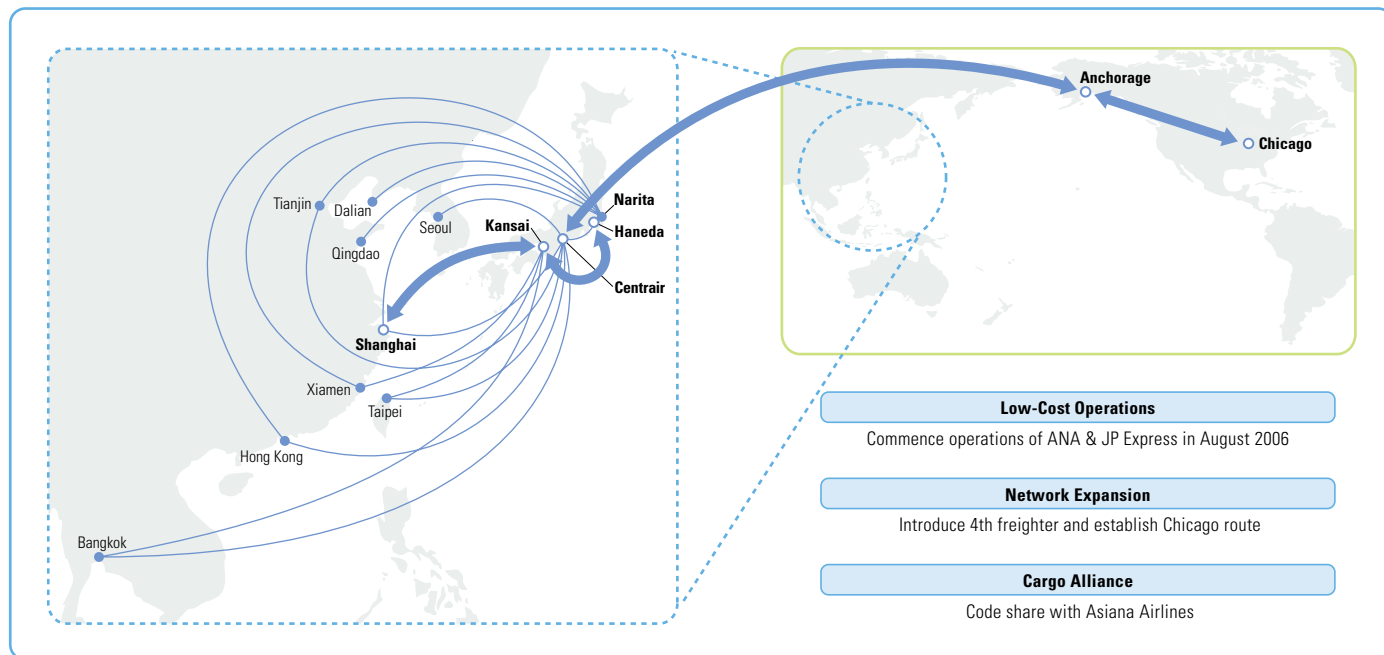 Anchorage
Chicago
Tianjin
Dalian
Qingdao
Seoul
Kansai
Narita
Haneda
Centrair
Shanghai
Xiamen
Taipei
Hong Kong
Bangkok
Low-Cost Operations
Commence operations of ANA & JP Express in August 2006
Network Expansion
Introduce 4th freighter and establish Chicago route
Cargo Alliance
Code share with Asiana Airlines